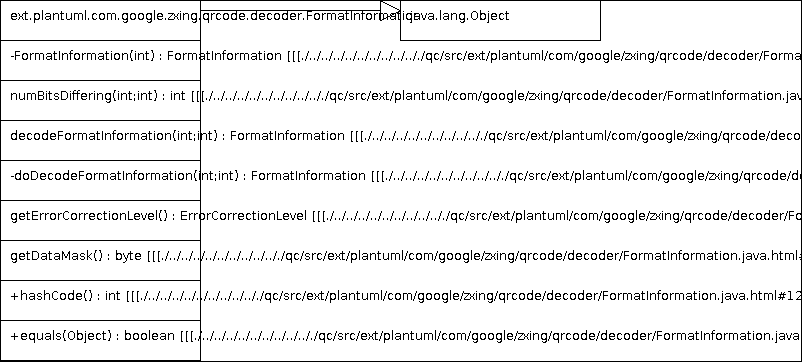 ext.plantuml.com.google.zxing.qrcode.decoder.FormatInformation
java.lang.Object
-FormatInformation(int) : FormatInformation [[[./../../../../../../../../../../qc/src/ext/plantuml/com/google/zxing/qrcode/decoder/Forma
numBitsDiffering(int;int) : int [[[./../../../../../../../../../../qc/src/ext/plantuml/com/google/zxing/qrcode/decoder/FormatInformation.jav
decodeFormatInformation(int;int) : FormatInformation [[[./../../../../../../../../../../qc/src/ext/plantuml/com/google/zxing/qrcode/deco
-doDecodeFormatInformation(int;int) : FormatInformation [[[./../../../../../../../../../../qc/src/ext/plantuml/com/google/zxing/qrcode/de
getErrorCorrectionLevel() : ErrorCorrectionLevel [[[./../../../../../../../../../../qc/src/ext/plantuml/com/google/zxing/qrcode/decoder/Fo
getDataMask() : byte [[[./../../../../../../../../../../qc/src/ext/plantuml/com/google/zxing/qrcode/decoder/FormatInformation.java.html#
+hashCode() : int [[[./../../../../../../../../../../qc/src/ext/plantuml/com/google/zxing/qrcode/decoder/FormatInformation.java.html#12
+equals(Object) : boolean [[[./../../../../../../../../../../qc/src/ext/plantuml/com/google/zxing/qrcode/decoder/FormatInformation.java